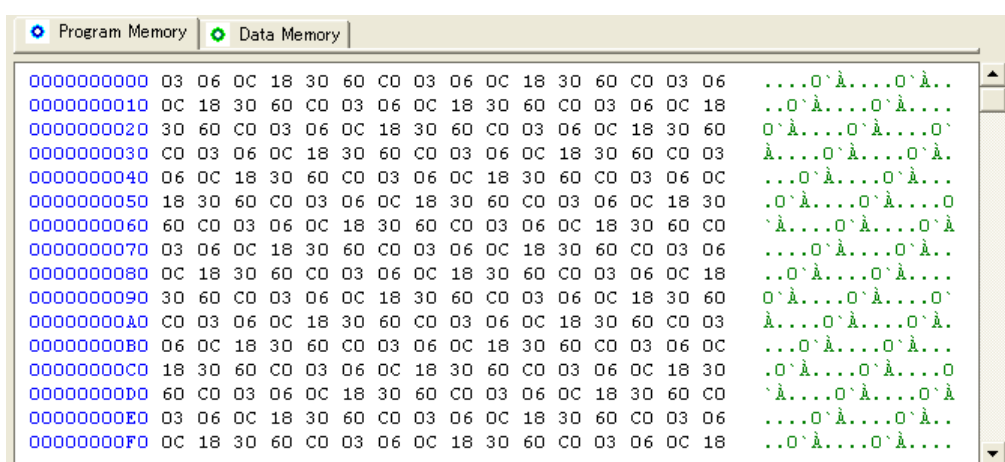 Program Memory Data Memory
0000000000 03 06 0C 18 30 60 C0 03 06 0C 18 30 60 C0 03 06 ....0`À....0`À..
0000000010 0C 18 30 60 C0 03 06 0C 18 30 60 C0 03 06 0C 18 ..0`À....0`À....
0000000020 30 60 C0 03 06 0C 18 30 60 C0 03 06 0C 18 30 60 0`À....0`À....0`
0000000030 C0 03 06 0C 18 30 60 C0 03 06 0C 18 30 60 C0 03 À....0`À....0`À.
0000000040 06 0C 18 30 60 C0 03 06 0C 18 30 60 C0 03 06 0C ...0`À....0`À...
0000000050 18 30 60 C0 03 06 0C 18 30 60 C0 03 06 0C 18 30 .0`À....0`À....0
0000000060 60 C0 03 06 0C 18 30 60 C0 03 06 0C 18 30 60 C0 `À....0`À....0`À
0000000070 03 06 0C 18 30 60 C0 03 06 0C 18 30 60 C0 03 06 ....0`À....0`À..
0000000080 0C 18 30 60 C0 03 06 0C 18 30 60 C0 03 06 0C 18 ..0`À....0`À....
0000000090 30 60 C0 03 06 0C 18 30 60 C0 03 06 0C 18 30 60 0`À....0`À....0`
00000000A0 C0 03 06 0C 18 30 60 C0 03 06 0C 18 30 60 C0 03 À....0`À....0`À.
00000000B0 06 0C 18 30 60 C0 03 06 0C 18 30 60 C0 03 06 0C ...0`À....0`À...
00000000C0 18 30 60 C0 03 06 0C 18 30 60 C0 03 06 0C 18 30 .0`À....0`À....0
00000000D0 60 C0 03 06 0C 18 30 60 C0 03 06 0C 18 30 60 C0 `À....0`À....0`À
00000000E0 03 06 0C 18 30 60 C0 03 06 0C 18 30 60 C0 03 06 ....0`À....0`À..
00000000F0 0C 18 30 60 C0 03 06 0C 18 30 60 C0 03 06 0C 18 ..0`À....0`À....